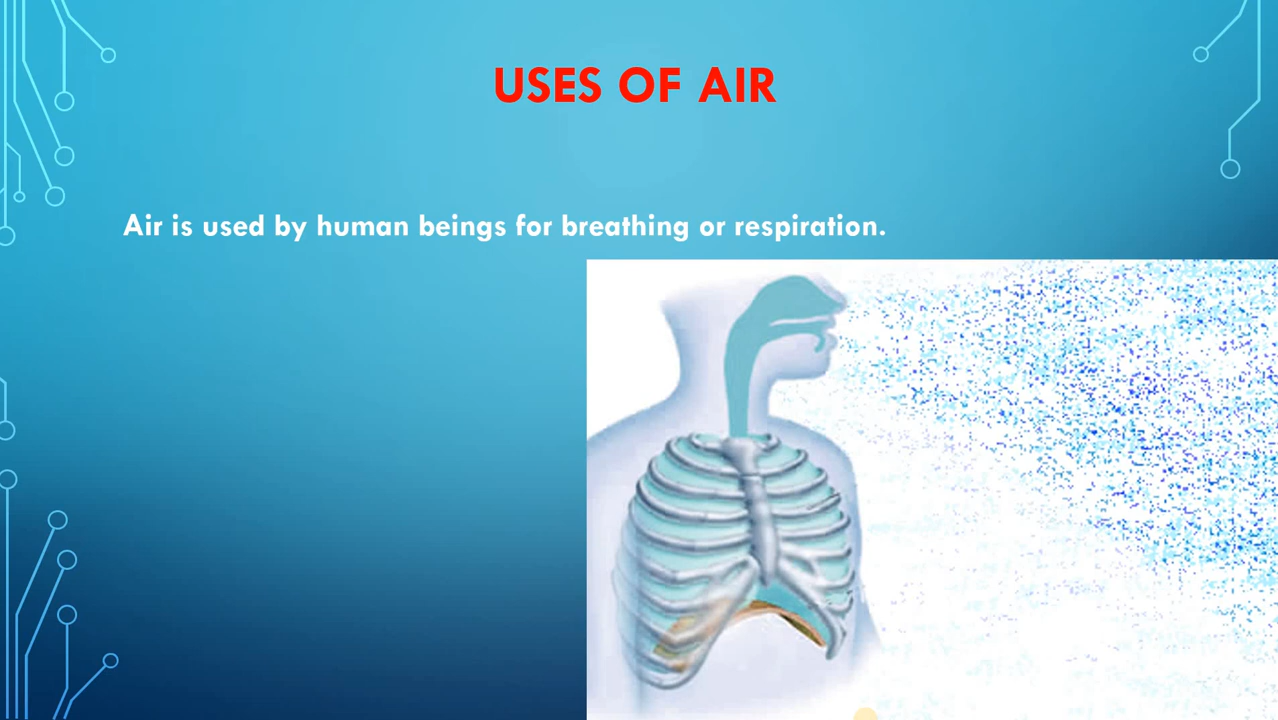 USES OF AIR
Air is used by human beings for breathing or respiration.